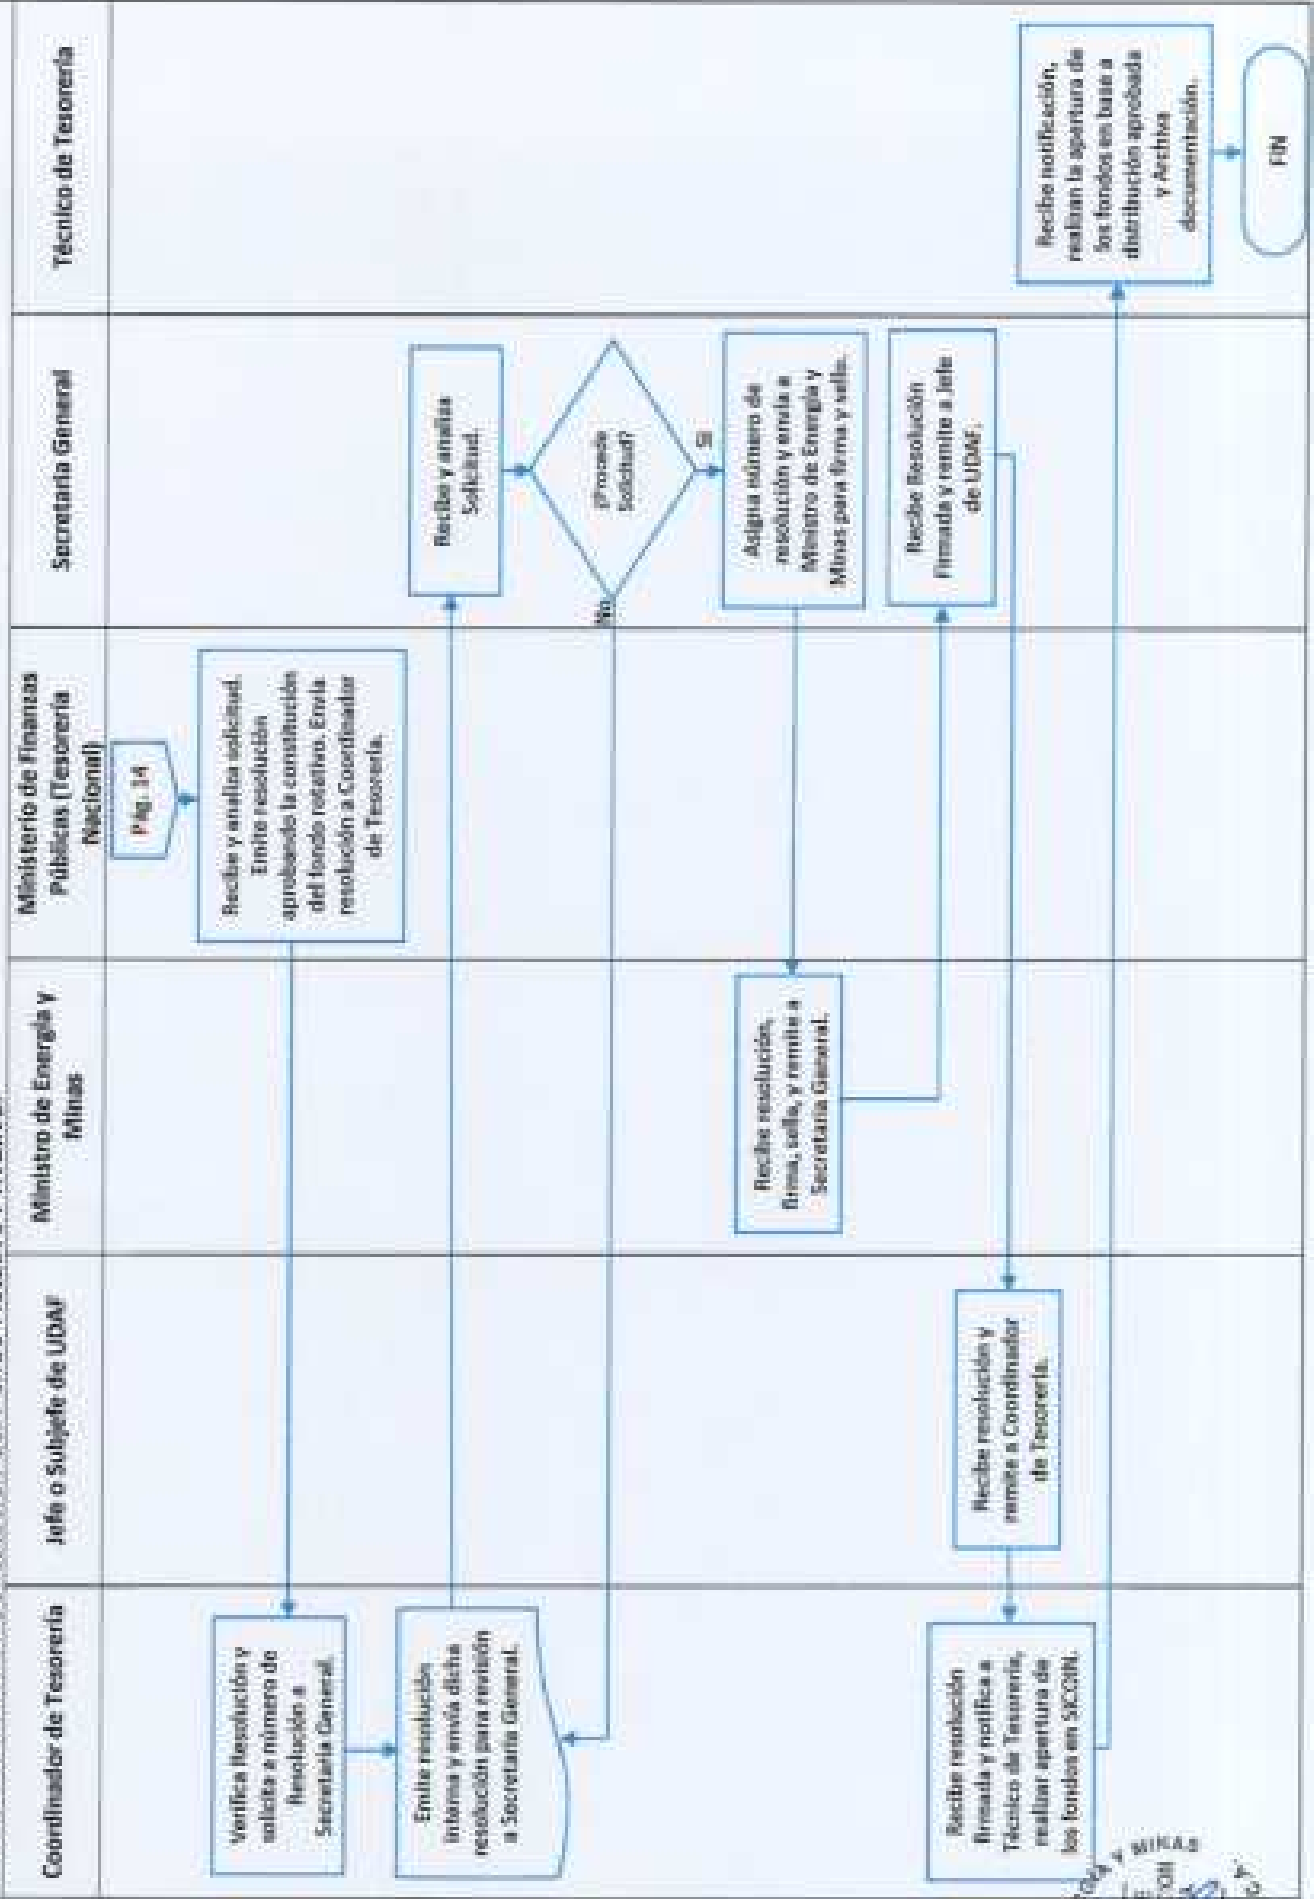 Coordinador de Tesorería
Jefe o Subjefe de UDAF
Ministro de Energía y
Minas
Ministerio de Finanzas
Públicas (Tesorería
Nacional)
Secretaria General
Técnico de Tesorería
Pág. 14
Recibe y analiza solicitud.
Emite resolución
aprobando la constitución
del fondo rotativo. Envía
resolución a Coordinador
de Tesorería.
Verifica Resolución y
solicita a número de
Resolución a
Secretaria General.
Emite resolución
interna y envía dicha
resolución para revisión
a Secretaria General.
Recibe y analiza
Solicitud.
¿Procede
Solicitud?
No
Si
Asigna número de
resolución y envía a
Ministro de Energía y
Minas para firma y sello.
Recibe resolución,
firma, sello, y remite a
Secretaria General.
Recibe Resolución
Firmada y remite a Jefe
de UDAF.
Recibe resolución y
remite a Coordinador
de Tesorería.
Recibe resolución
firmada y notifica a
Técnico de Tesorería,
realizar apertura de
los fondos en SICOIN.
Recibe notificación,
realizan la apertura de
los fondos en base a
distribución aprobada
y Archiva
documentación.
FIN
Y MINAS